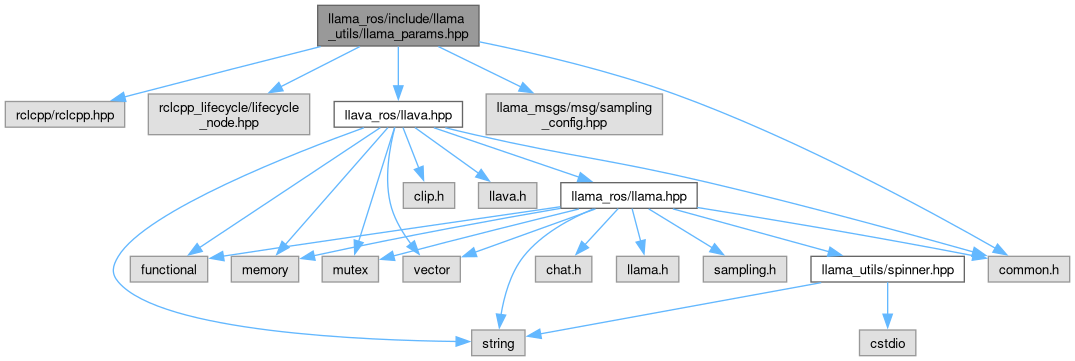 llama_ros/include/llama
_utils/llama_params.hpp
rclcpp/rclcpp.hpp
rclcpp_lifecycle/lifecycle
_node.hpp
llava_ros/llava.hpp
llama_msgs/msg/sampling
_config.hpp
clip.h
llava.h
llama_ros/llama.hpp
functional
memory
mutex
vector
chat.h
llama.h
sampling.h
llama_utils/spinner.hpp
common.h
string
cstdio